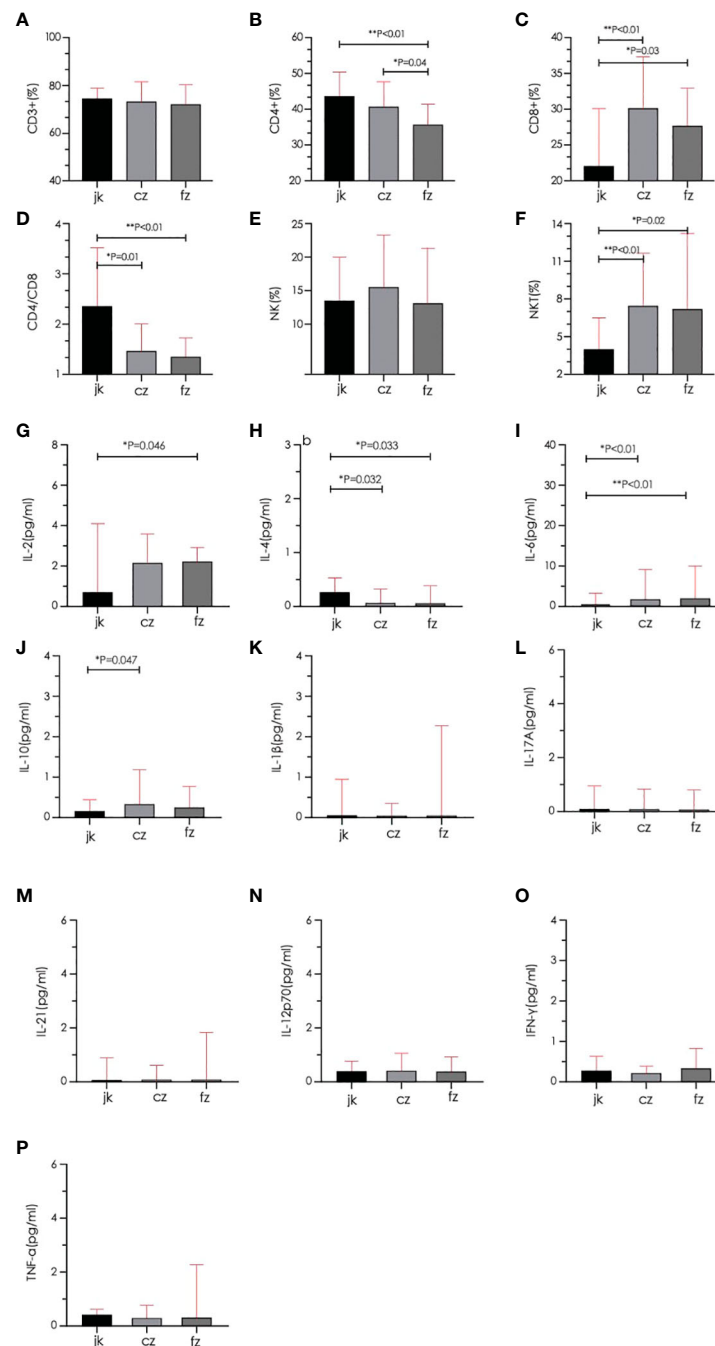 A
B
C
CD3+(%)
100
80
60
40
jk
cz
fz
CD4+(%)
60
50
40
30
20
**P<0.01
*P=0.04
jk
cz
fz
CD8+(%)
40
35
30
25
20
**P<0.01
*P=0.03
jk
cz
fz
D
E
F
CD4/CD8
4
3
2
1
**P<0.01
*P=0.01
jk
cz
fz
NK(%)
25
20
15
10
jk
cz
fz
NKT(%)
14
11
8
5
2
*P=0.02
**P<0.01
jk
cz
fz
G
H
I
IL-2(pg/ml)
8
6
4
2
0
*P=0.046
jk
cz
fz
b
IL-4(pg/ml)
3
2
1
0
*P=0.033
*P=0.032
jk
cz
fz
IL-6(pg/ml)
40
30
20
10
0
*P<0.01
**P<0.01
jk
cz
fz
J
K
L
IL-10(pg/ml)
4
3
2
1
0
*P=0.047
jk
cz
fz
IL-1β(pg/ml)
4
3
2
1
0
jk
cz
fz
IL-17A(pg/ml)
6
4
2
0
jk
cz
fz
M
N
O
IL-21(pg/ml)
6
4
2
0
jk
cz
fz
IL-12p70(pg/ml)
6
4
2
0
jk
cz
fz
IFN-γ(pg/ml)
4
3
2
1
0
jk
cz
fz
P
TNF-α(pg/ml)
6
4
2
0
jk
cz
fz